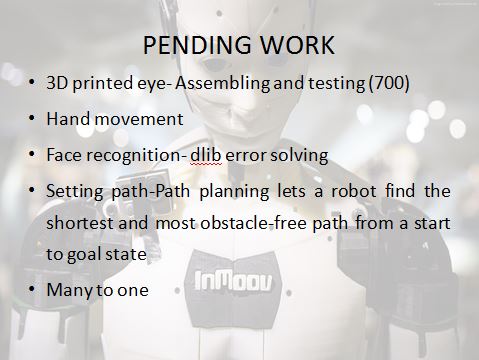 PENDING WORK
• 3D printed eye- Assembling and testing (700)
• Hand movement
• Face recognition- dlib error solving
• Setting path-Path planning lets a robot find the
shortest and most obstacle-free path from a start
to goal state
InMoov
• Many to one